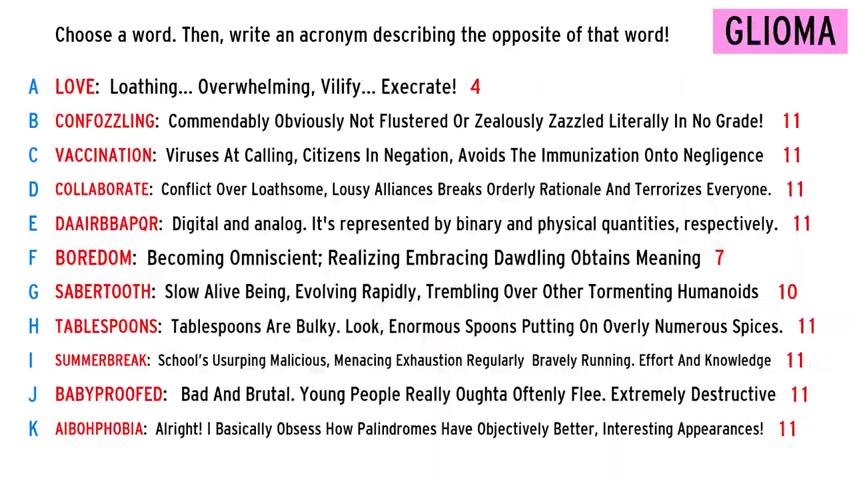 Choose a word. Then, write an acronym describing the opposite of that word!
GLIOMA
A LOVE: Loathing... Overwhelming, Vilify... Execrate! 4
B CONFOZZLING: Commendably Obviously Not Flustered Or Zealously Zazzled Literally In No Grade! 11
C VACCINATION: Viruses At Calling, Citizens In Negation, Avoids The Immunization Onto Negligence 11
D COLLABORATE: Conflict Over Loathsome, Lousy Alliances Breaks Orderly Rationale And Terrorizes Everyone. 11
E DAAIRBBAPQR: Digital and analog. It's represented by binary and physical quantities, respectively. 11
F BOREDOM: Becoming Omniscient; Realizing Embracing Dawdling Obtains Meaning 7
G SABERTOOTH: Slow Alive Being, Evolving Rapidly, Trembling Over Other Tormenting Humanoids 10
H TABLESPOONS: Tablespoons Are Bulky. Look, Enormous Spoons Putting On Overly Numerous Spices. 11
I SUMMERBREAK: School's Usurping Malicious, Menacing Exhaustion Regularly Bravely Running. Effort And Knowledge 11
J BABYPROOFED: Bad And Brutal. Young People Really Oughta Oftenly Flee. Extremely Destructive 11
K AIBOHPHOBIA: Alright! I Basically Obsess How Palindromes Have Objectively Better, Interesting Appearances! 11